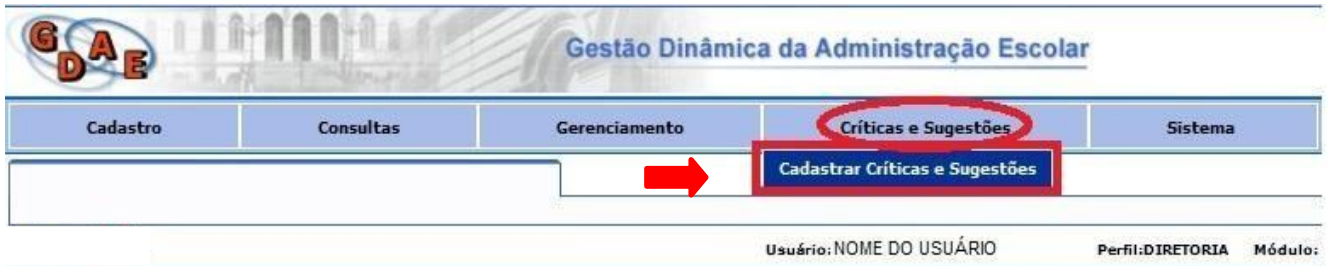 GDAE
Gestão Dinâmica da Administração Escolar
Cadastro Consultas Gerenciamento Críticas e Sugestões Sistema
Cadastrar Críticas e Sugestões
Usuário: NOME DO USUÁRIO Perfil:DIRETORIA Módulo: